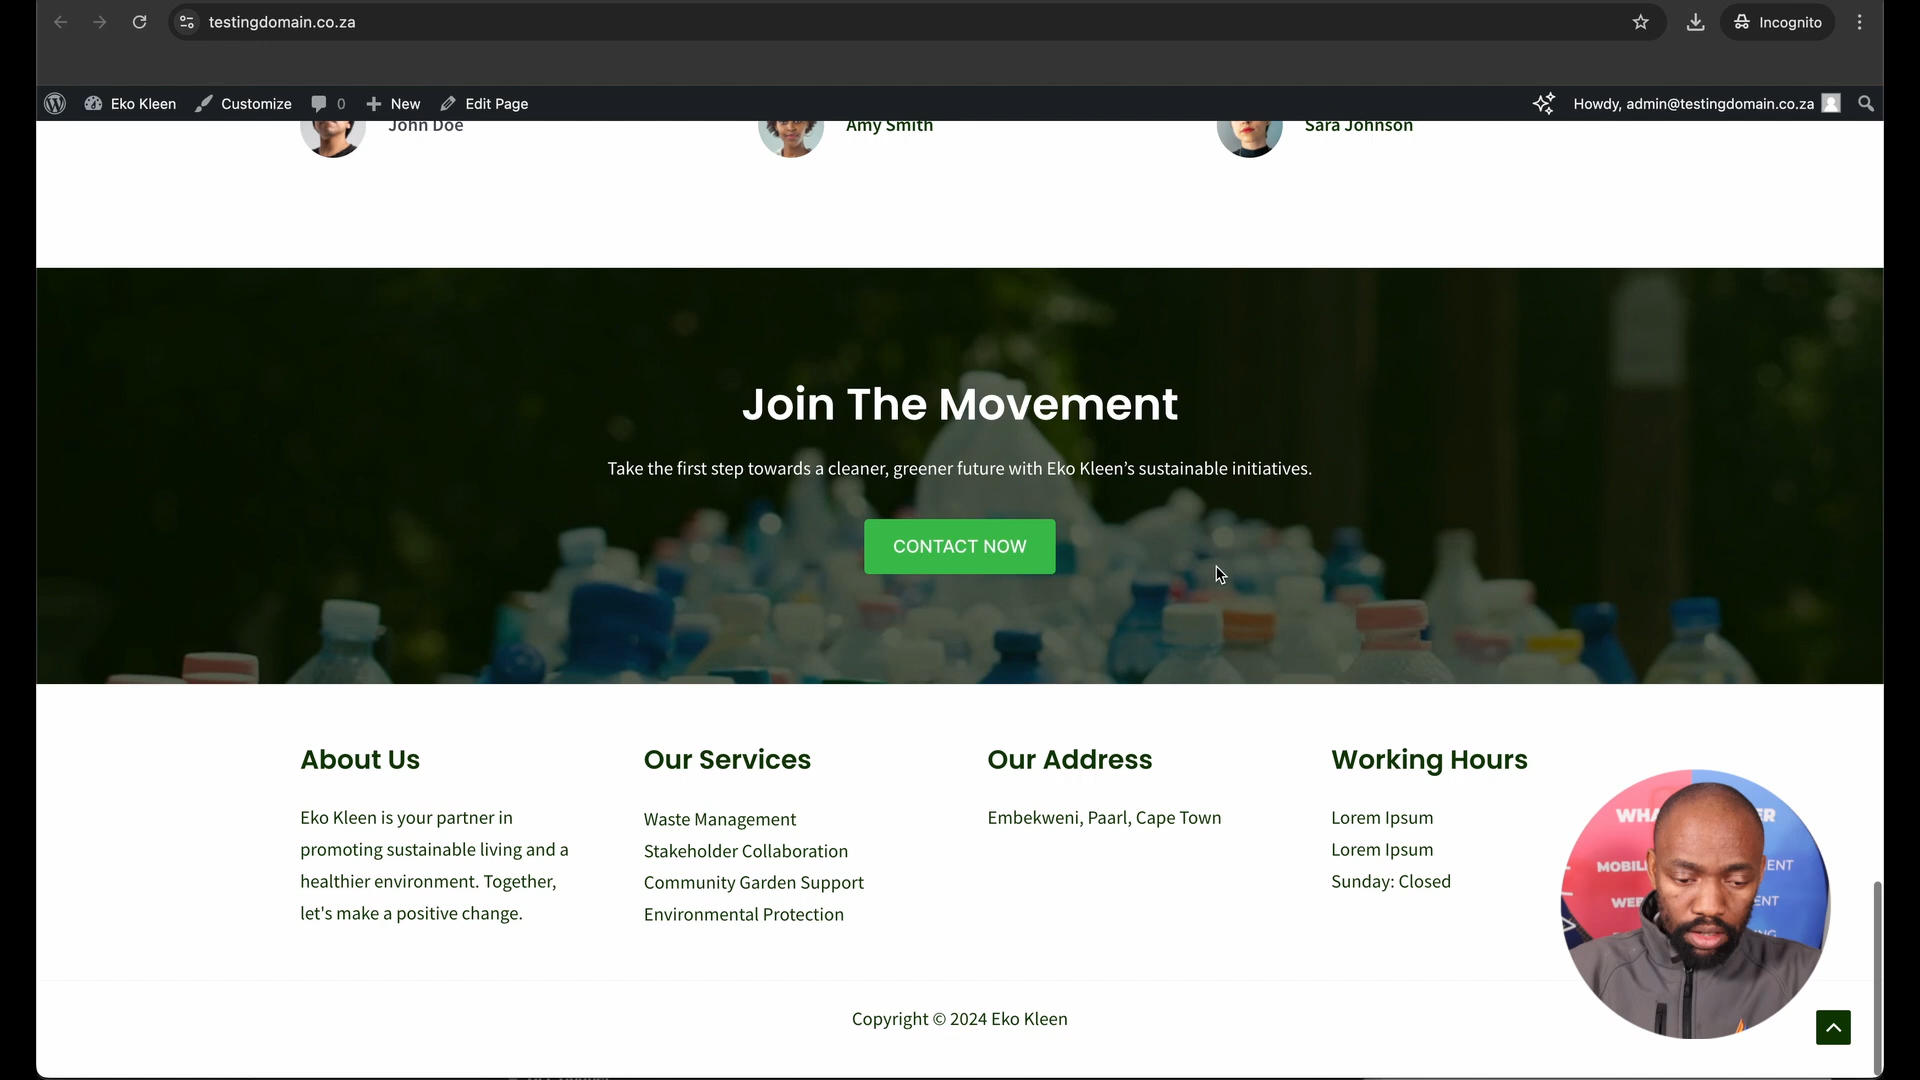 testingdomain.co.za
Incognito
Eko Kleen
Customize
0
New
Edit Page
Howdy, admin@testingdomain.co.za
John Doe
Amy Smith
Sara Johnson
Join The Movement
Take the first step towards a cleaner, greener future with Eko Kleen’s sustainable initiatives.
CONTACT NOW
About Us
Eko Kleen is your partner in
promoting sustainable living and a
healthier environment. Together,
let's make a positive change.
Our Services
Waste Management
Stakeholder Collaboration
Community Garden Support
Environmental Protection
Our Address
Embekweni, Paarl, Cape Town
Working Hours
Lorem Ipsum
Lorem Ipsum
Sunday: Closed
Copyright © 2024 Eko Kleen